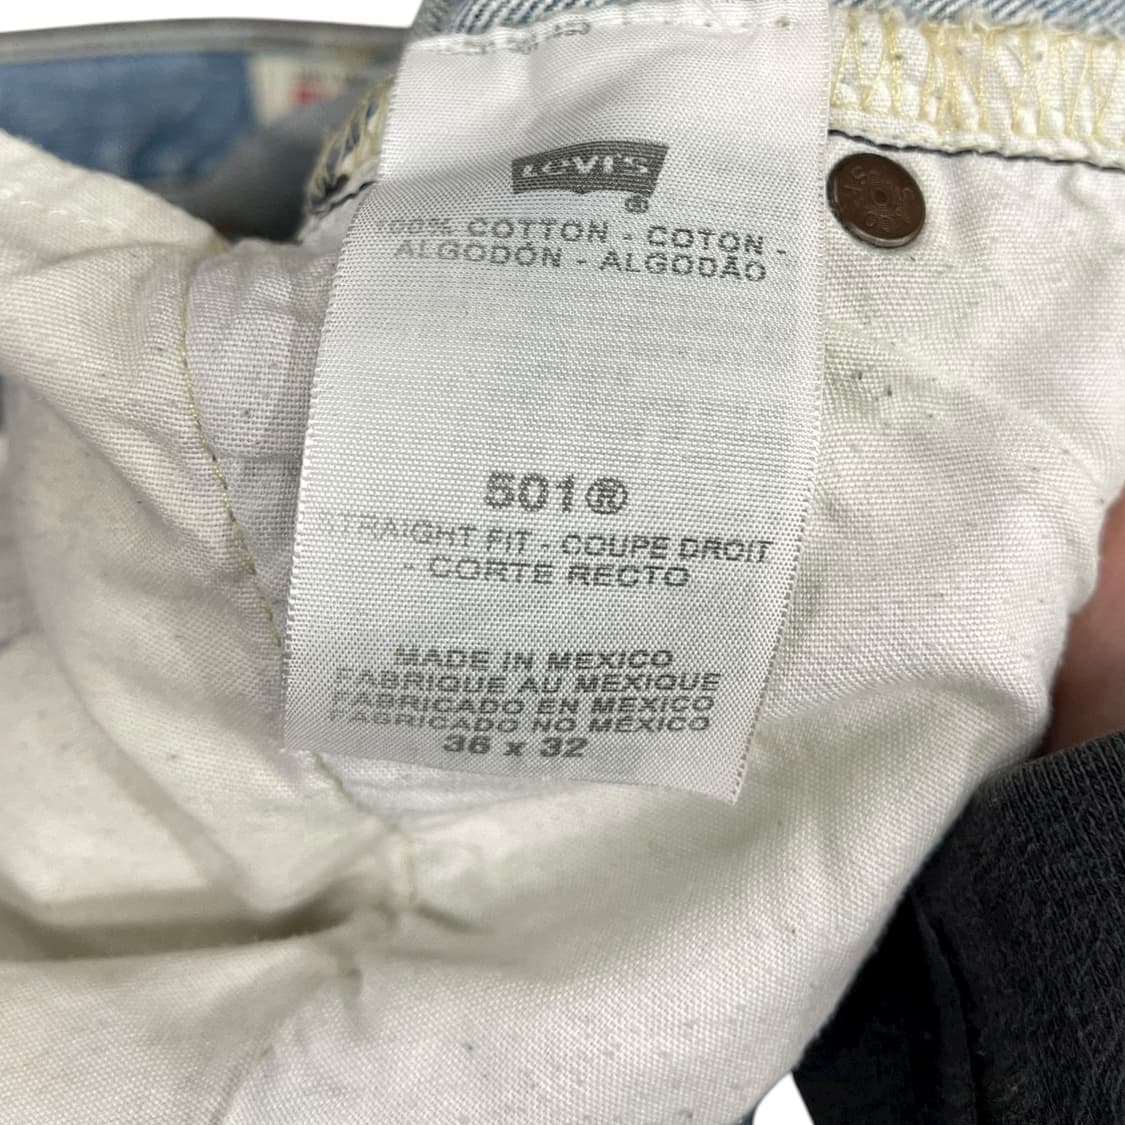 LEVI'S
®
100% COTTON - COTON -
ALGODÓN - ALGODÃO
501®
STRAIGHT FIT - COUPE DROIT
- CORTE RECTO
MADE IN MEXICO
FABRIQUE AU MEXIQUE
FABRICADO EN MEXICO
FABRICADO NO MÉXICO
36 x 32